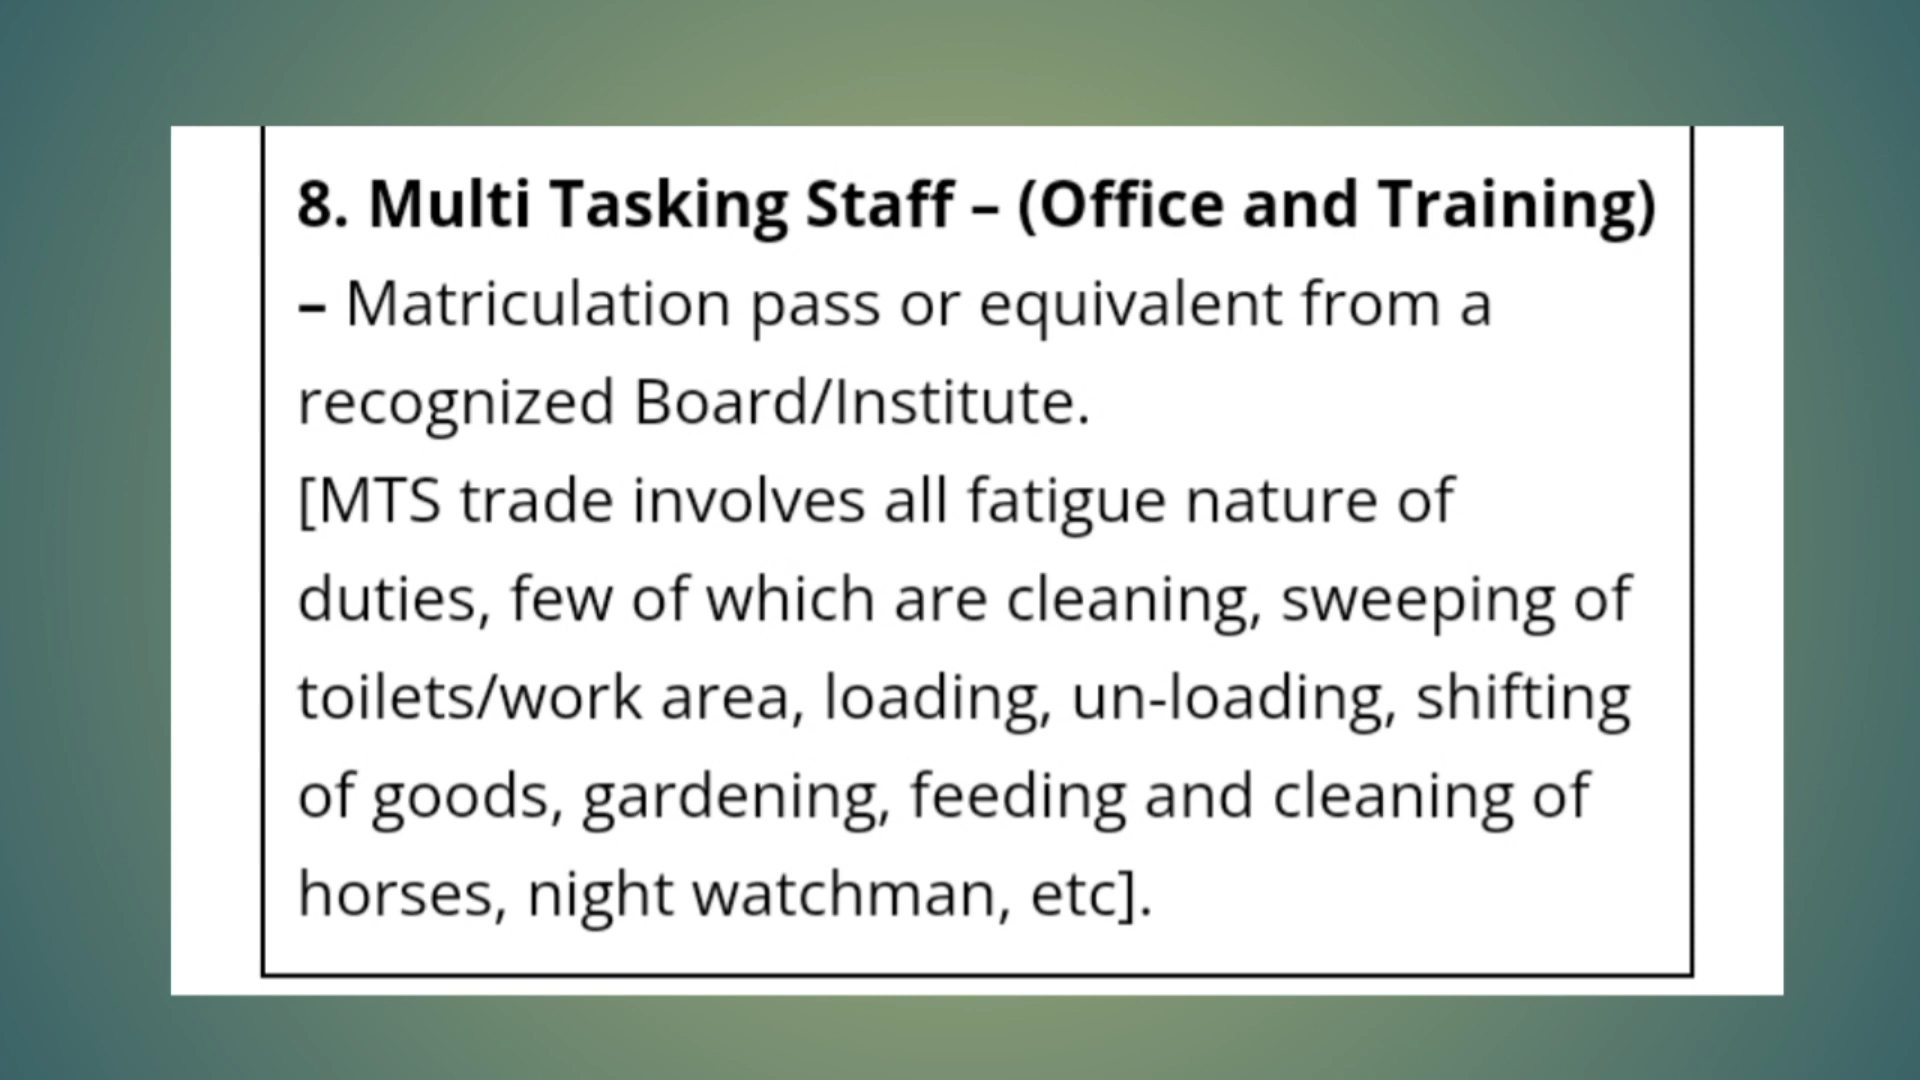 8. Multi Tasking Staff – (Office and Training)
– Matriculation pass or equivalent from a
recognized Board/Institute.
[MTS trade involves all fatigue nature of
duties, few of which are cleaning, sweeping of
toilets/work area, loading, un-loading, shifting
of goods, gardening, feeding and cleaning of
horses, night watchman, etc].